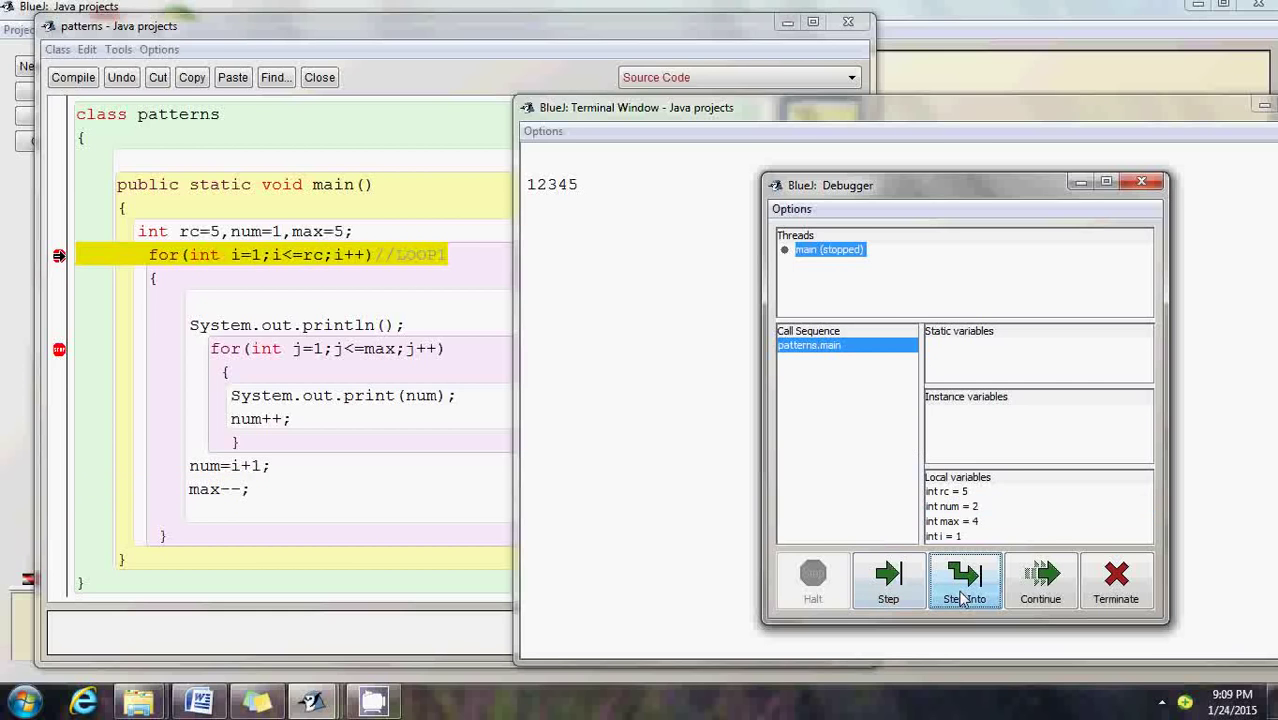 BlueJ: Java projects
patterns - Java projects
Class Edit Tools Options
Compile Undo Cut Copy Paste Find... Close Source Code
class patterns
{
public static void main()
{
int rc=5,num=1,max=5;
for(int i=1;i<=rc;i++)//LOOP1
{
System.out.println();
for(int j=1;j<=max;j++)
{
System.out.print(num);
num++;
}
num=i+1;
max--;
}
}
}
BlueJ: Terminal Window - Java projects
Options
12345
BlueJ: Debugger
Options
Threads
main (stopped)
Call Sequence
patterns.main
Static variables
Instance variables
Local variables
int rc = 5
int num = 2
int max = 4
int i = 1
Halt Step Step Into Continue Terminate
9:09 PM
1/24/2015